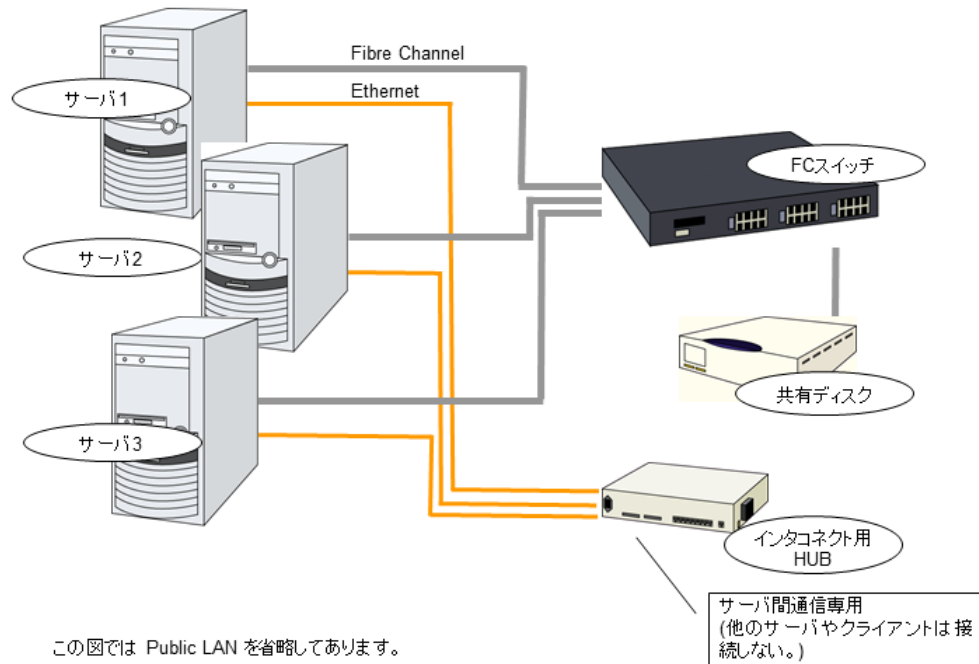 Fibre Channel
Ethernet
サーバ1
FCスイッチ
サーバ2
共有ディスク
サーバ3
インタコネクト用
HUB
サーバ間通信専用
(他のサーバやクライアントは接
続しない。)
この図では Public LAN を省略してあります。